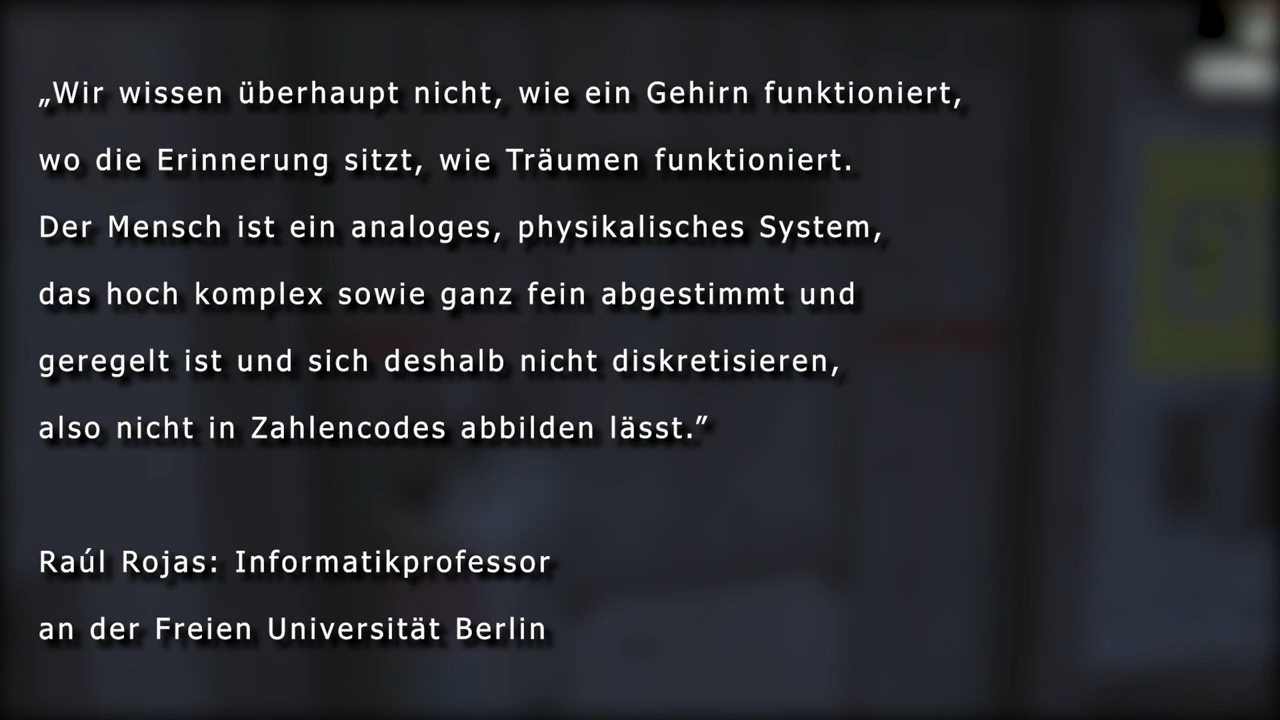 „Wir wissen überhaupt nicht, wie ein Gehirn funktioniert,
wo die Erinnerung sitzt, wie Träumen funktioniert.
Der Mensch ist ein analoges, physikalisches System,
das hoch komplex sowie ganz fein abgestimmt und
geregelt ist und sich deshalb nicht diskretisieren,
also nicht in Zahlencodes abbilden lässt.”
Raúl Rojas: Informatikprofessor
an der Freien Universität Berlin